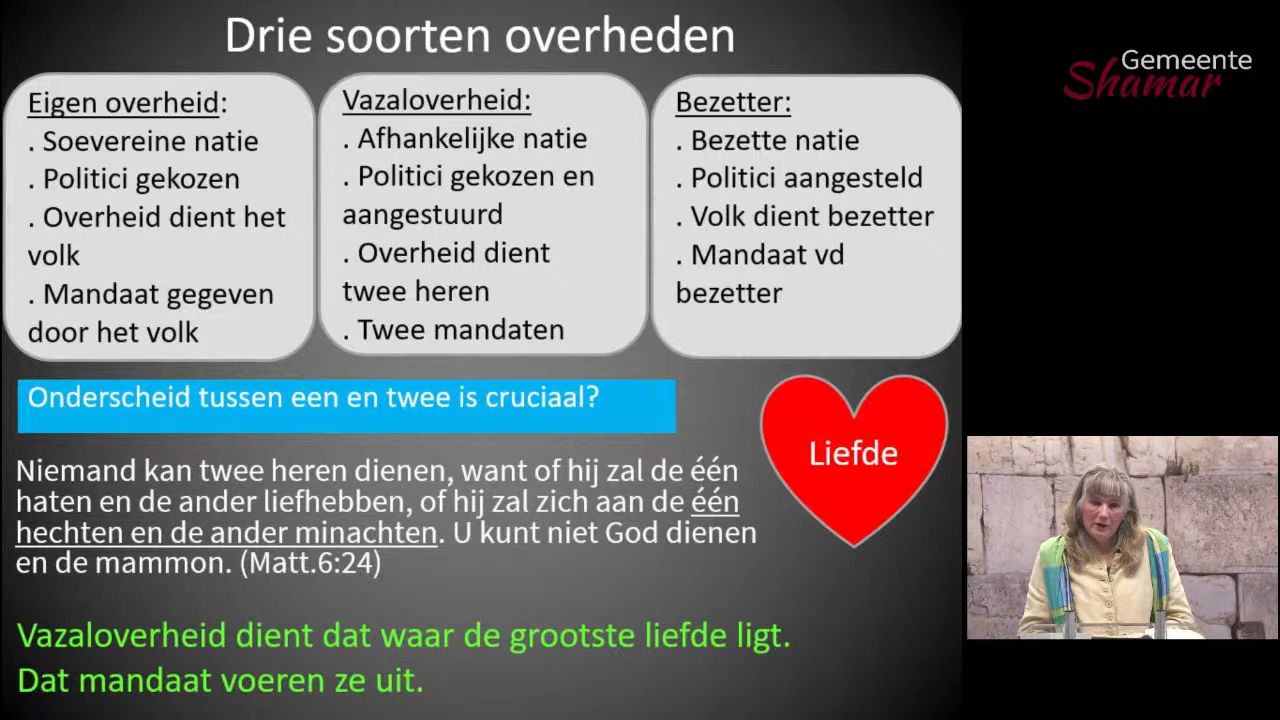 Drie soorten overheden
Eigen overheid:
. Soevereine natie
. Politici gekozen
. Overheid dient het
volk
. Mandaat gegeven
door het volk
Vazaloverheid:
. Afhankelijke natie
. Politici gekozen en
aangestuurd
. Overheid dient
twee heren
. Twee mandaten
Bezetter:
. Bezette natie
. Politici aangesteld
. Volk dient bezetter
. Mandaat vd
bezetter
Onderscheid tussen een en twee is cruciaal?
Liefde
Niemand kan twee heren dienen, want of hij zal de één
haten en de ander liefhebben, of hij zal zich aan de één
hechten en de ander minachten. U kunt niet God dienen
en de mammon. (Matt.6:24)
Vazaloverheid dient dat waar de grootste liefde ligt.
Dat mandaat voeren ze uit.
Gemeente
Shamar